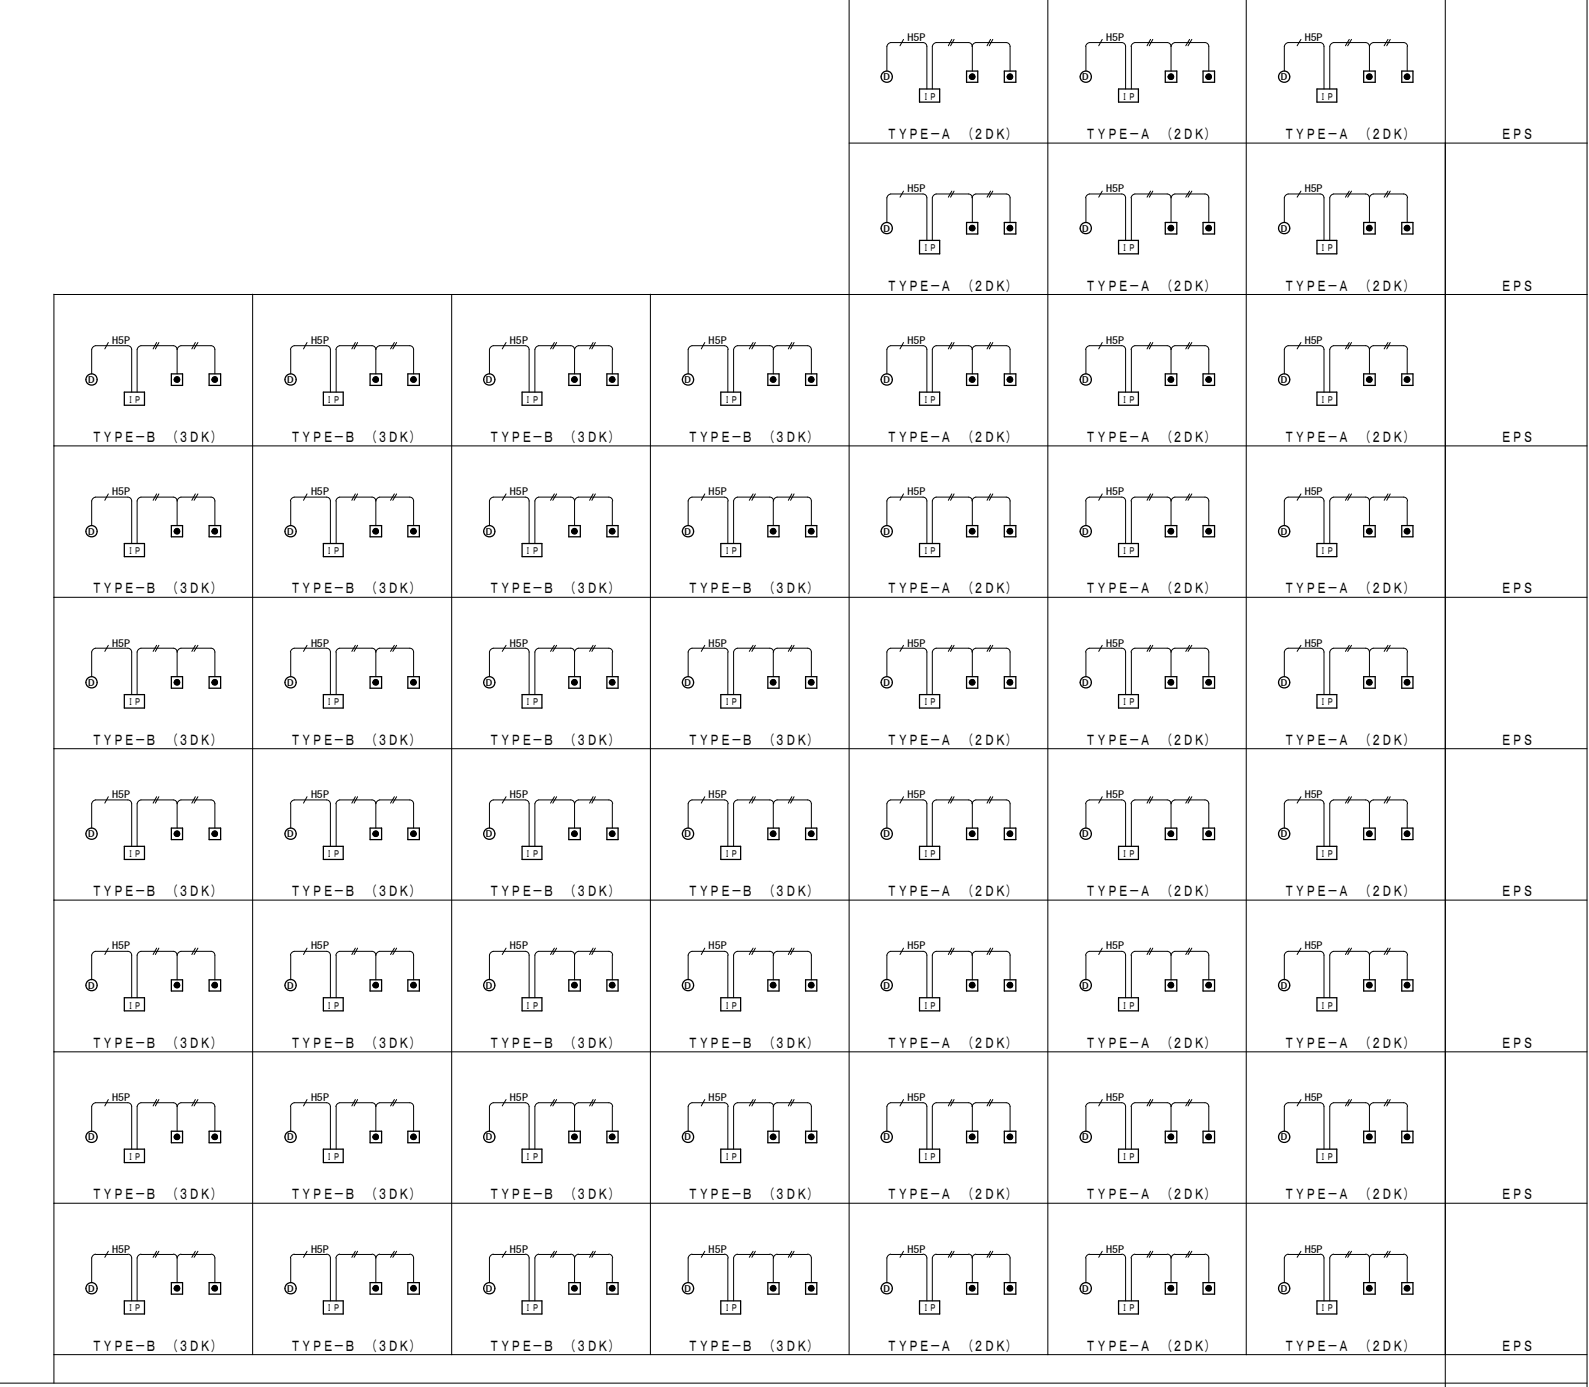 H5P H5P H5P
D D D
IP IP IP
TYPE-A (2DK) TYPE-A (2DK) TYPE-A (2DK) EPS
H5P H5P H5P
D D D
IP IP IP
TYPE-A (2DK) TYPE-A (2DK) TYPE-A (2DK) EPS
H5P H5P H5P H5P H5P H5P H5P
D D D D D D D
IP IP IP IP IP IP IP
TYPE-B (3DK) TYPE-B (3DK) TYPE-B (3DK) TYPE-B (3DK) TYPE-A (2DK) TYPE-A (2DK) TYPE-A (2DK) EPS
H5P H5P H5P H5P H5P H5P H5P
D D D D D D D
IP IP IP IP IP IP IP
TYPE-B (3DK) TYPE-B (3DK) TYPE-B (3DK) TYPE-B (3DK) TYPE-A (2DK) TYPE-A (2DK) TYPE-A (2DK) EPS
H5P H5P H5P H5P H5P H5P H5P
D D D D D D D
IP IP IP IP IP IP IP
TYPE-B (3DK) TYPE-B (3DK) TYPE-B (3DK) TYPE-B (3DK) TYPE-A (2DK) TYPE-A (2DK) TYPE-A (2DK) EPS
H5P H5P H5P H5P H5P H5P H5P
D D D D D D D
IP IP IP IP IP IP IP
TYPE-B (3DK) TYPE-B (3DK) TYPE-B (3DK) TYPE-B (3DK) TYPE-A (2DK) TYPE-A (2DK) TYPE-A (2DK) EPS
H5P H5P H5P H5P H5P H5P H5P
D D D D D D D
IP IP IP IP IP IP IP
TYPE-B (3DK) TYPE-B (3DK) TYPE-B (3DK) TYPE-B (3DK) TYPE-A (2DK) TYPE-A (2DK) TYPE-A (2DK) EPS
H5P H5P H5P H5P H5P H5P H5P
D D D D D D D
IP IP IP IP IP IP IP
TYPE-B (3DK) TYPE-B (3DK) TYPE-B (3DK) TYPE-B (3DK) TYPE-A (2DK) TYPE-A (2DK) TYPE-A (2DK) EPS
H5P H5P H5P H5P H5P H5P H5P
D D D D D D D
IP IP IP IP IP IP IP
TYPE-B (3DK) TYPE-B (3DK) TYPE-B (3DK) TYPE-B (3DK) TYPE-A (2DK) TYPE-A (2DK) TYPE-A (2DK) EPS